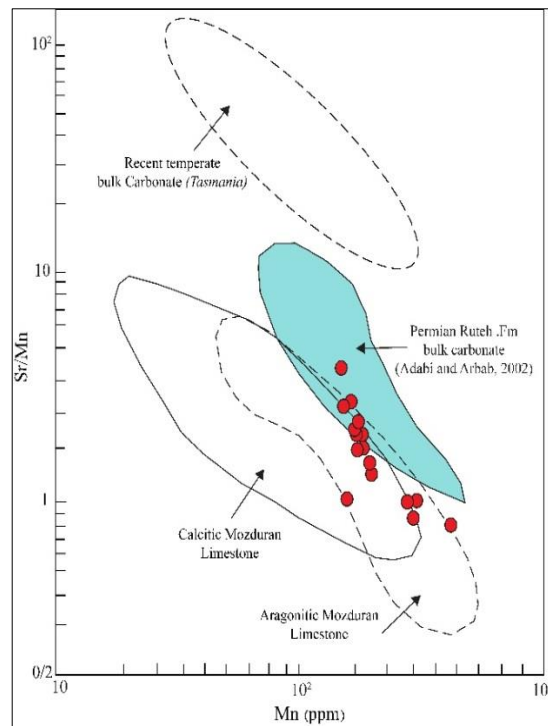 10²
Recent temperate
bulk Carbonate (Tasmania)
10
Sr/Mn
Permian Ruteh .Fm
bulk carbonate
(Adabi and Arbab, 2002)
1
Calcitic Mozduran
Limestone
Aragonitic Mozduran
Limestone
0/2
10
10²
10
Mn (ppm)